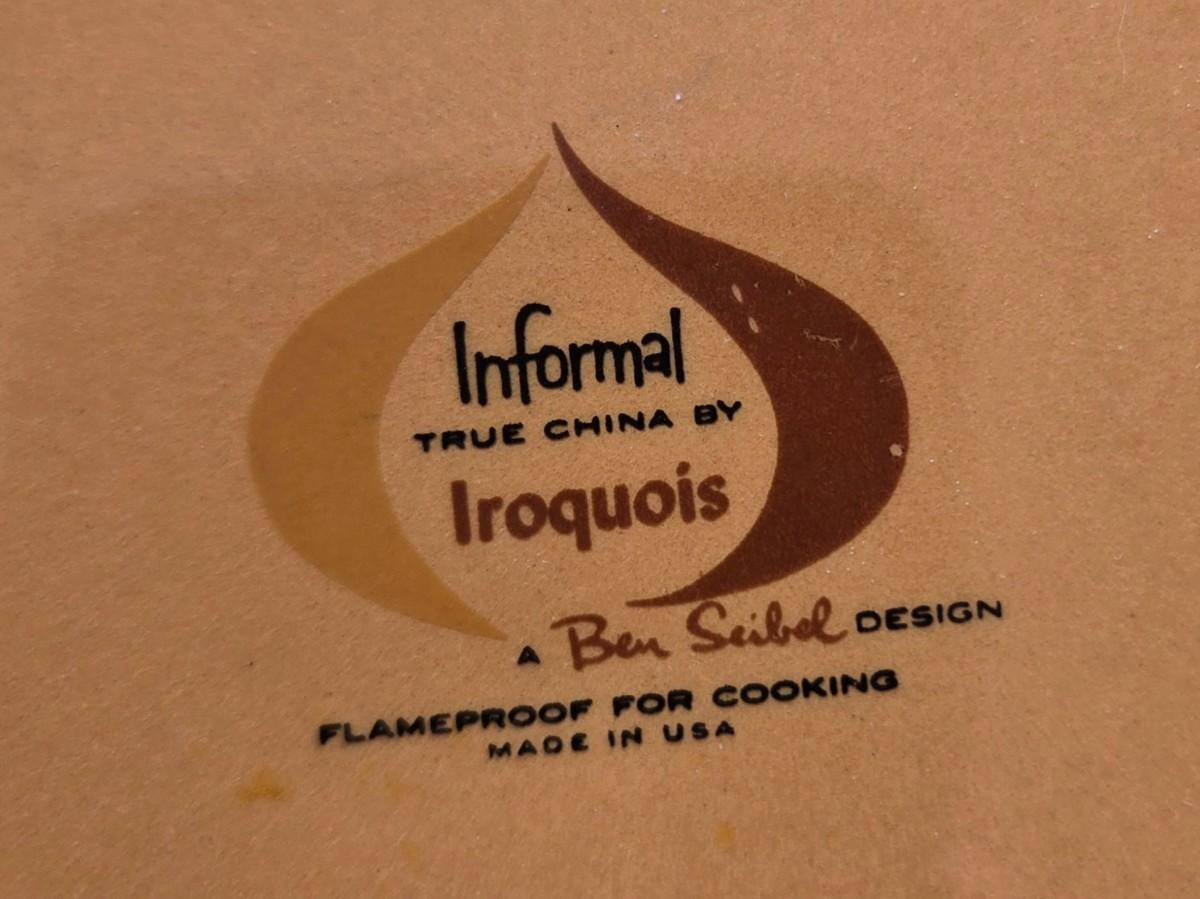 Informal
TRUE CHINA BY
Iroquois
A Ben Seibel DESIGN
FLAMEPROOF FOR COOKING
MADE IN USA